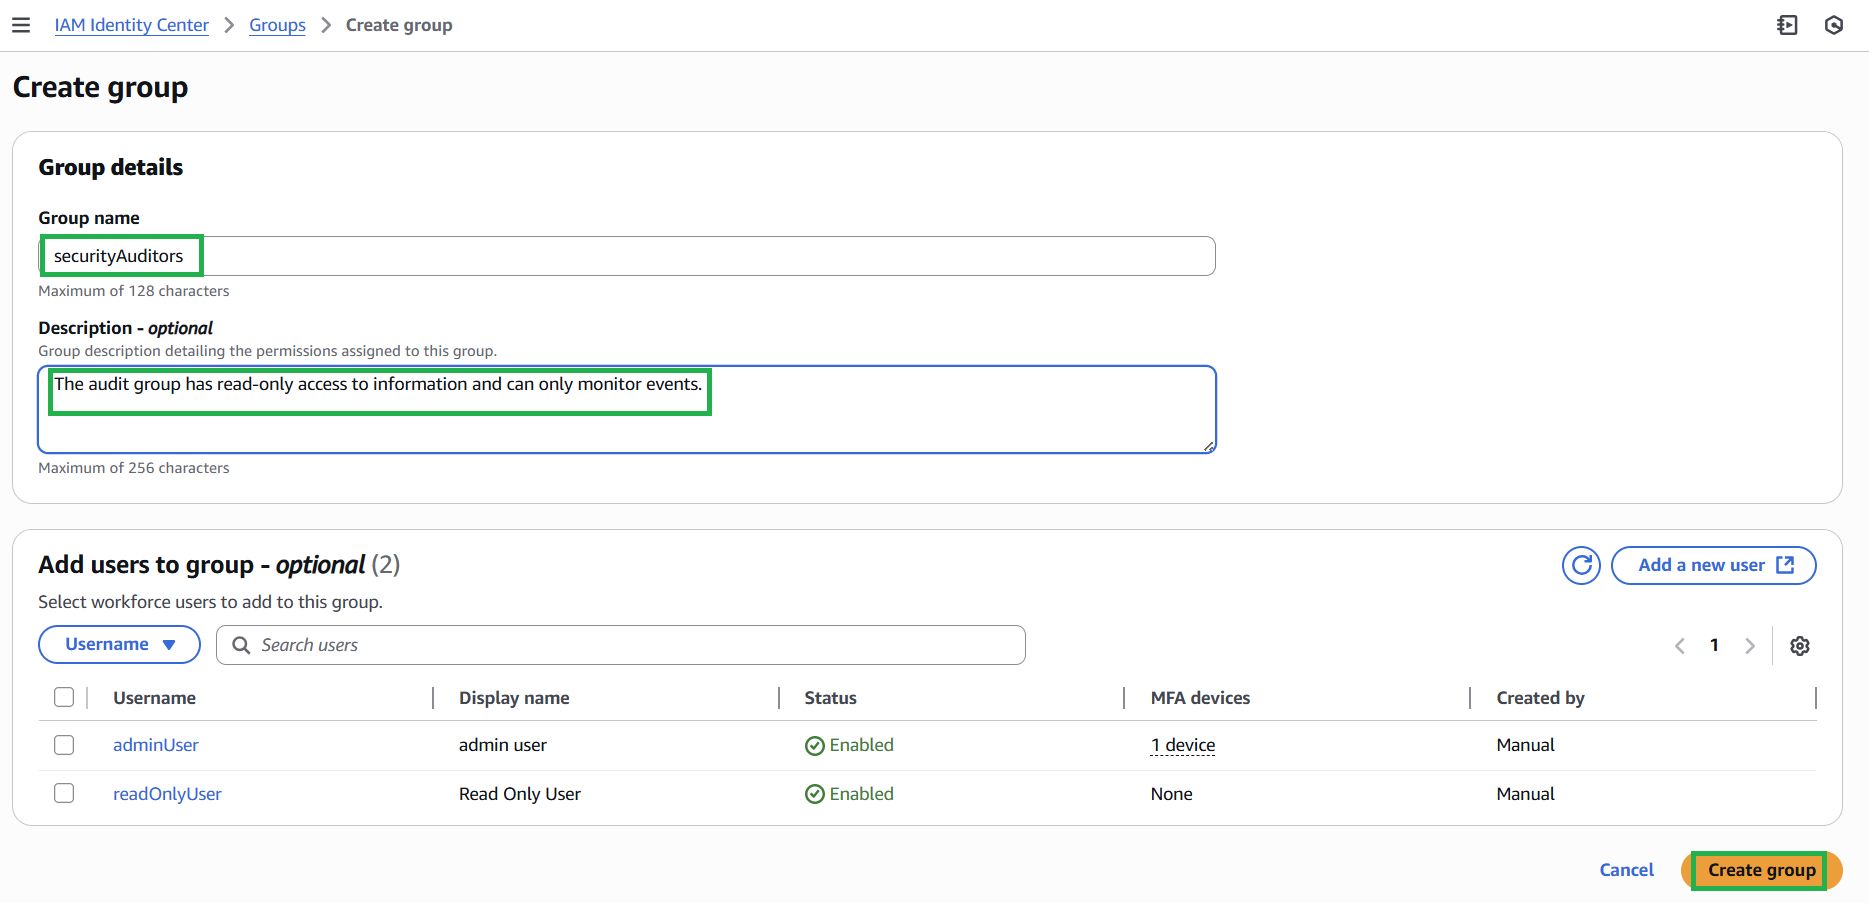 IAM Identity Center > Groups > Create group
Create group
Group details
Group name
securityAuditors
Maximum of 128 characters
Description - optional
Group description detailing the permissions assigned to this group.
The audit group has read-only access to information and can only monitor events.
Maximum of 256 characters
Add users to group - optional (2)
Add a new user
Select workforce users to add to this group.
Username
Search users
1
Username Display name Status MFA devices Created by
adminUser admin user Enabled 1 device Manual
readOnlyUser Read Only User Enabled None Manual
Cancel Create group